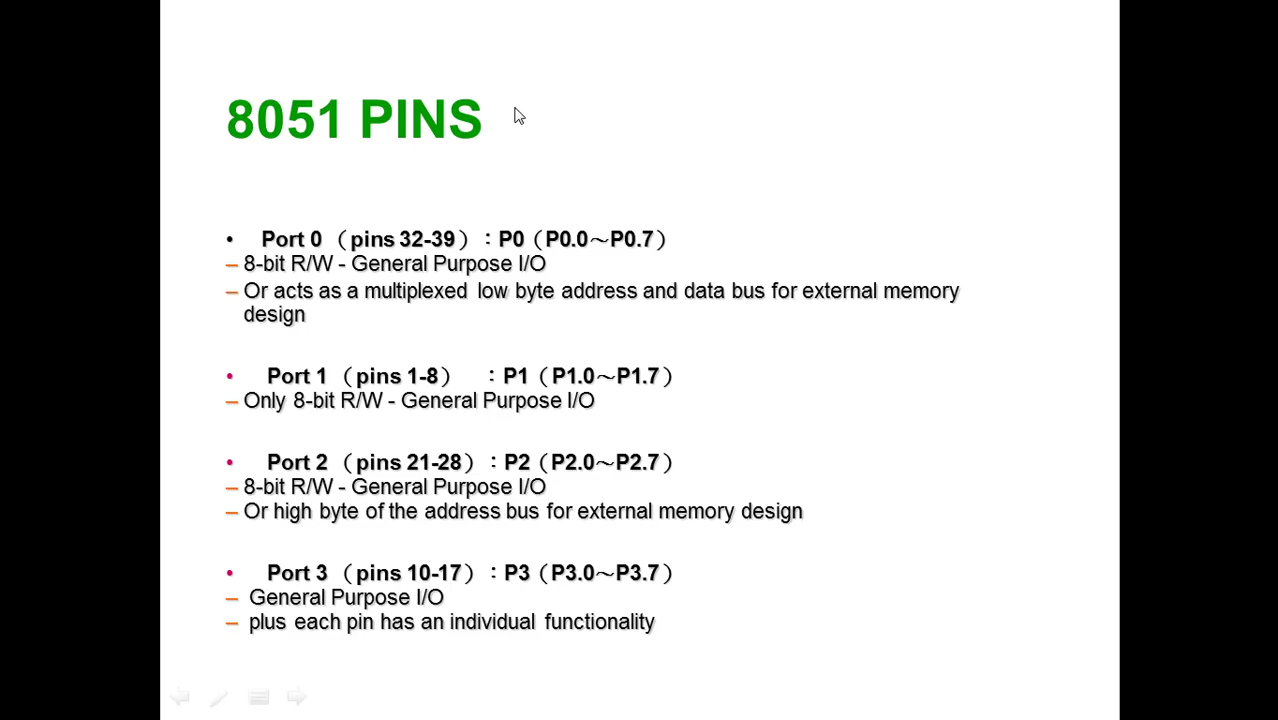 8051 PINS
• Port 0 （pins 32-39）：P0（P0.0～P0.7）
– 8-bit R/W - General Purpose I/O
– Or acts as a multiplexed low byte address and data bus for external memory
design
• Port 1 （pins 1-8） ：P1（P1.0～P1.7）
– Only 8-bit R/W - General Purpose I/O
• Port 2 （pins 21-28）：P2（P2.0～P2.7）
– 8-bit R/W - General Purpose I/O
– Or high byte of the address bus for external memory design
• Port 3 （pins 10-17）：P3（P3.0～P3.7）
– General Purpose I/O
– plus each pin has an individual functionality